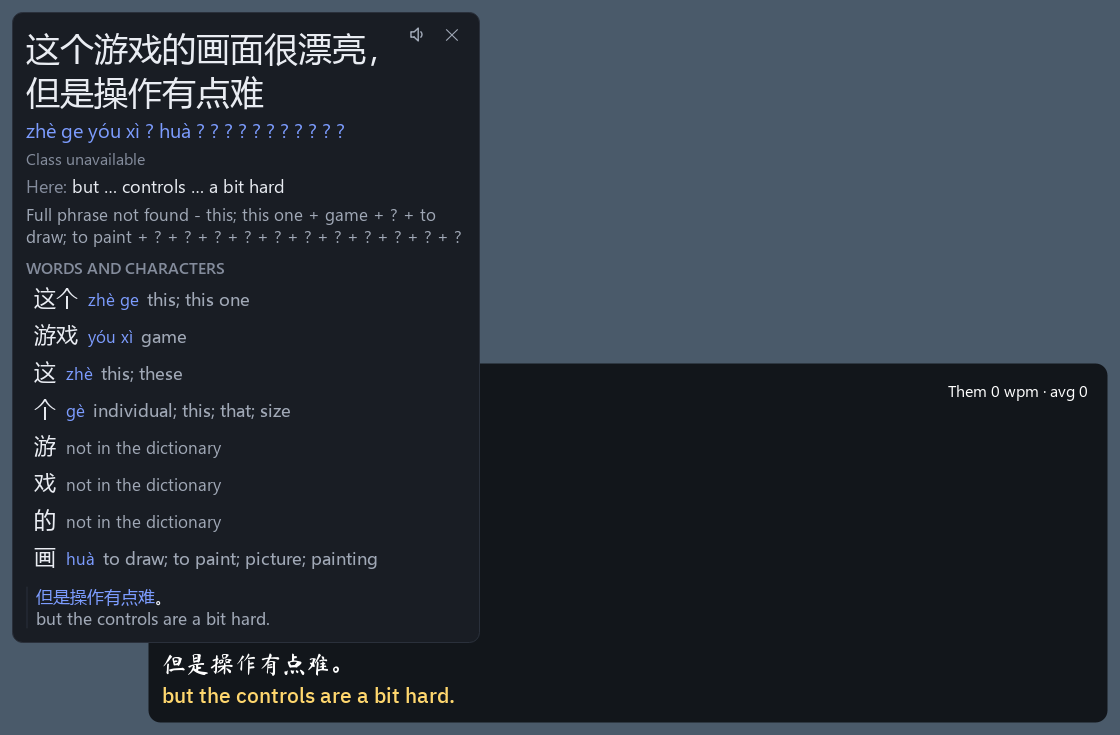 这个游戏的画面很漂亮，
但是操作有点难
zhè ge yóu xì ? huà ? ? ? ? ? ? ? ? ? ? ?
Class unavailable
Here: but … controls … a bit hard
Full phrase not found - this; this one + game + ? + to
draw; to paint + ? + ? + ? + ? + ? + ? + ? + ? + ? + ? + ?
WORDS AND CHARACTERS
这个 zhè ge this; this one
游戏 yóu xì game
这 zhè this; these
个 gè individual; this; that; size
游 not in the dictionary
戏 not in the dictionary
的 not in the dictionary
画 huà to draw; to paint; picture; painting
但是操作有点难。
but the controls are a bit hard.
Them 0 wpm · avg 0
但是操作有点难。
but the controls are a bit hard.